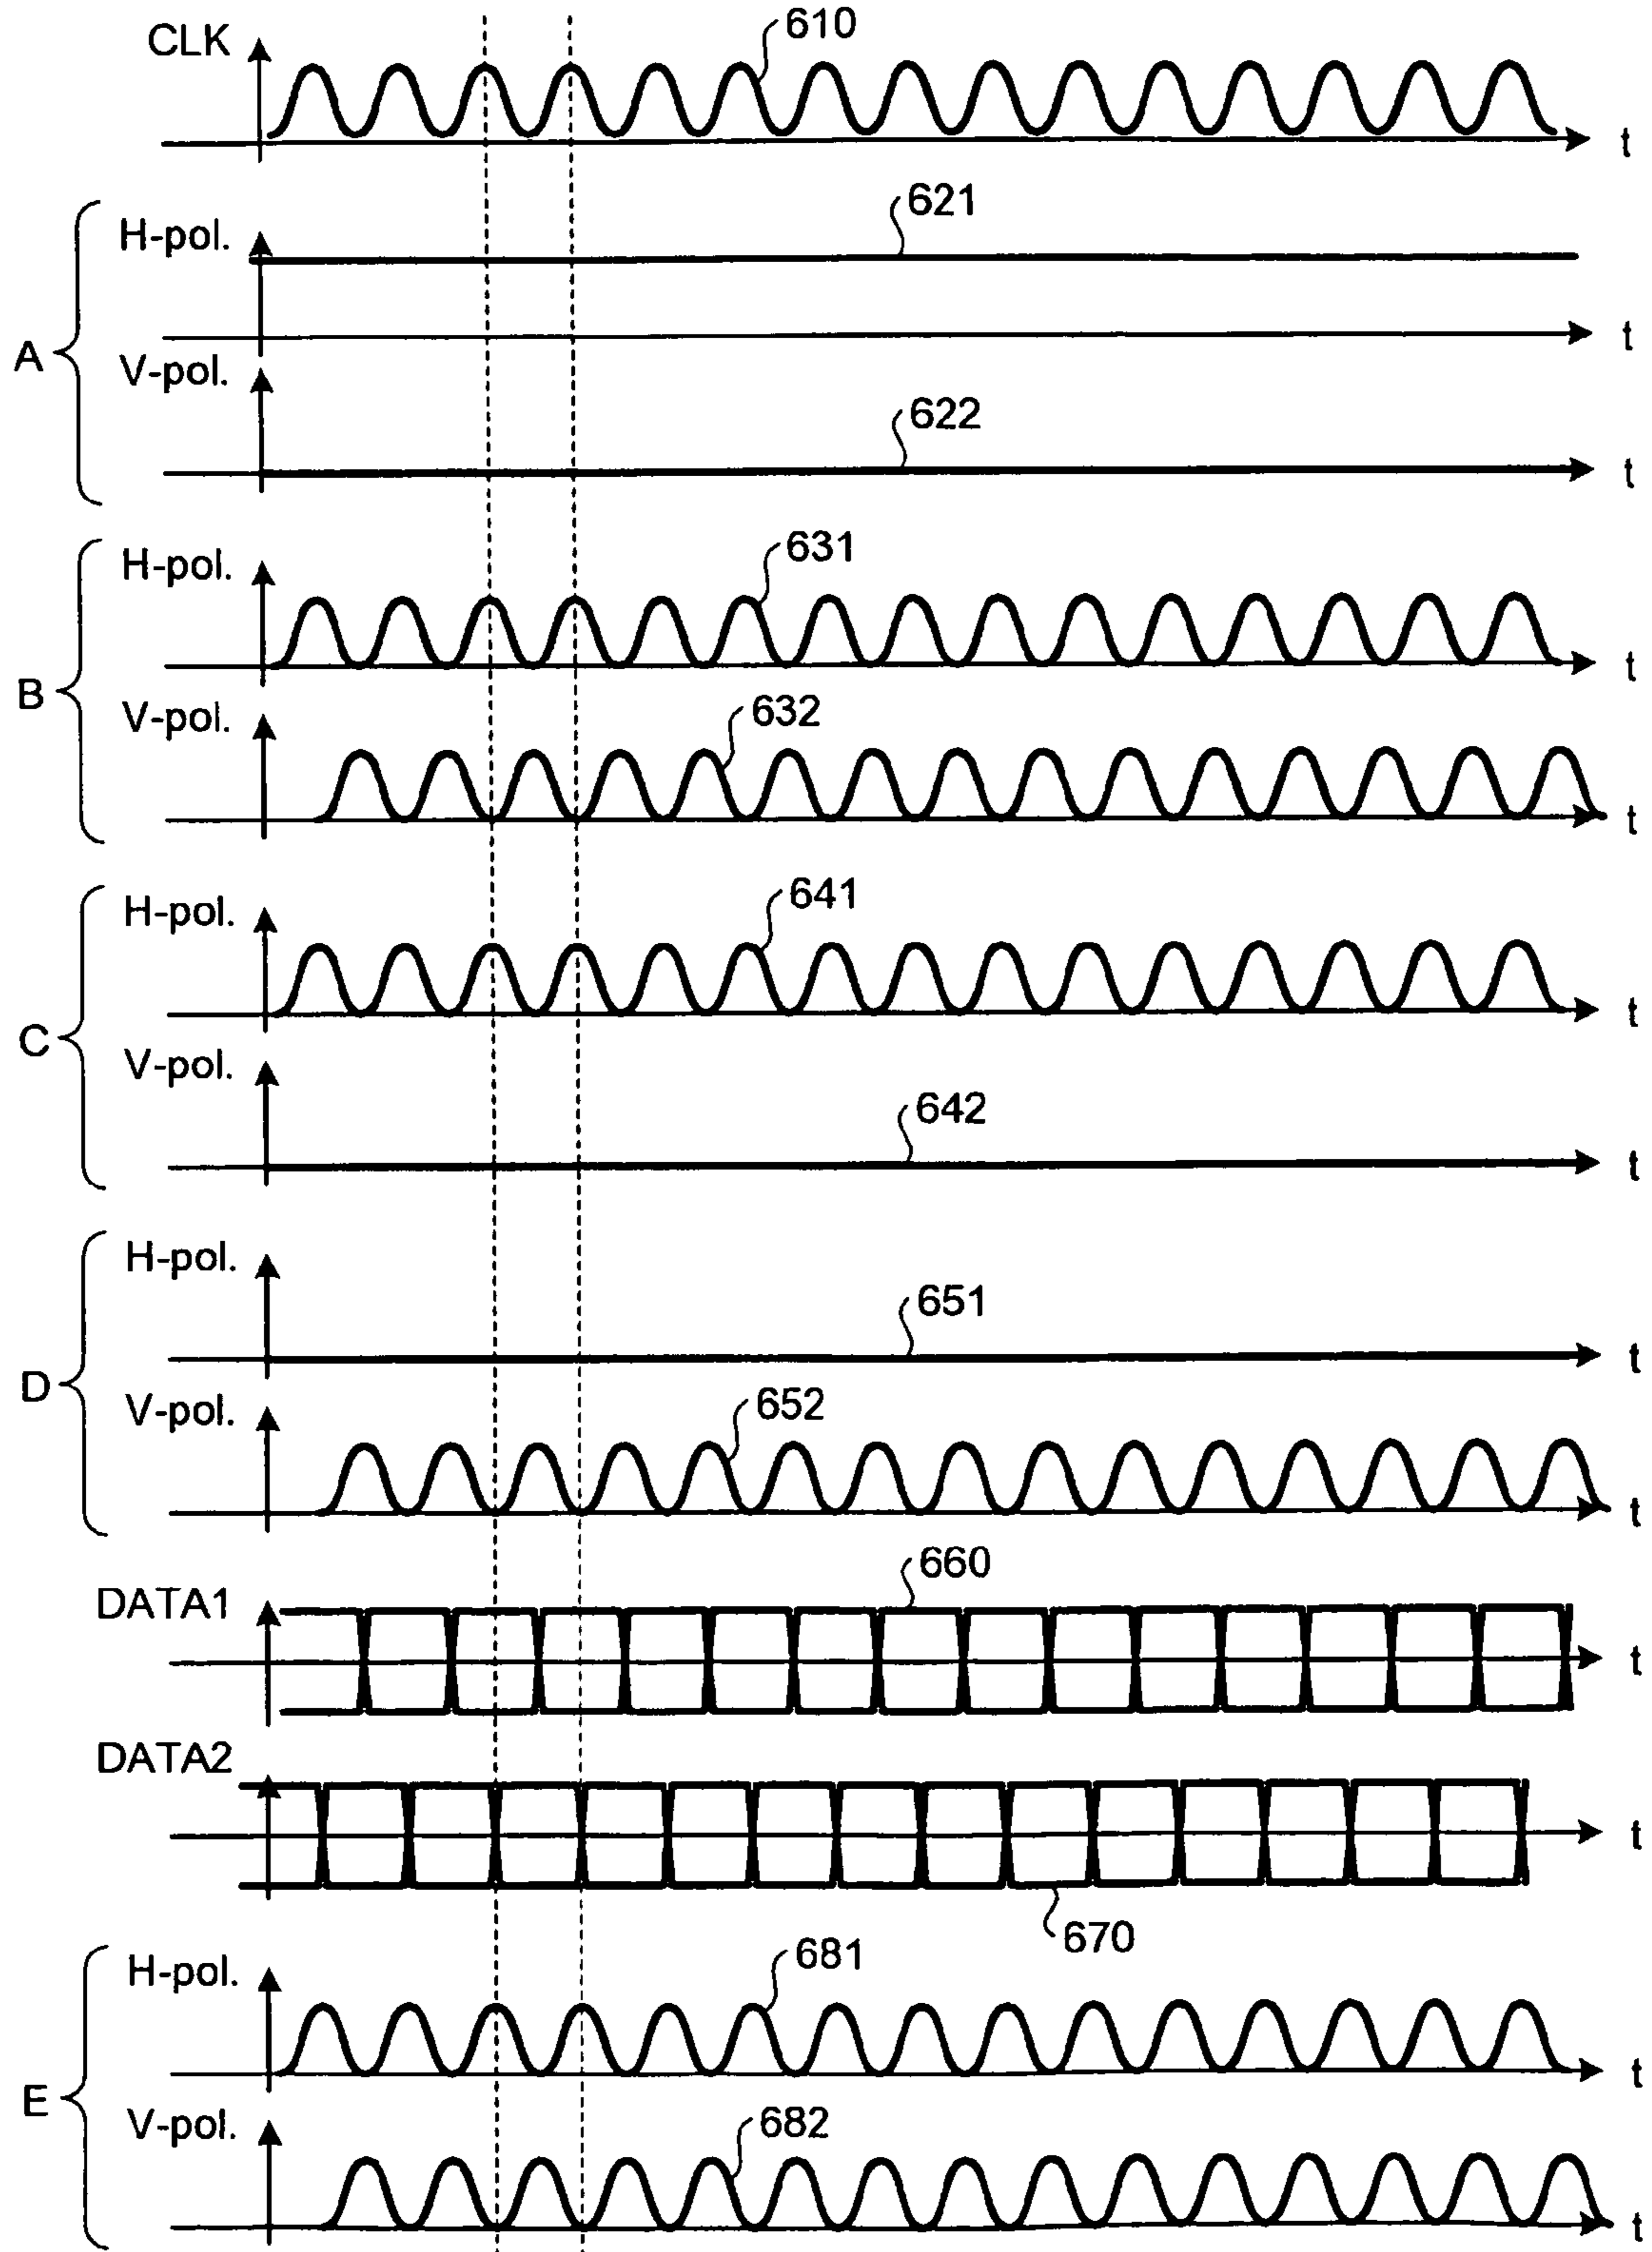 610
CLK
t
621
H-pol.
t
A
V-pol.
622
t
631
H-pol.
t
B
632
V-pol.
t
641
H-pol.
t
C
V-pol.
642
t
H-pol.
651
t
D
652
V-pol.
t
660
DATA1
t
DATA2
t
670
681
H-pol.
t
E
682
V-pol.
t